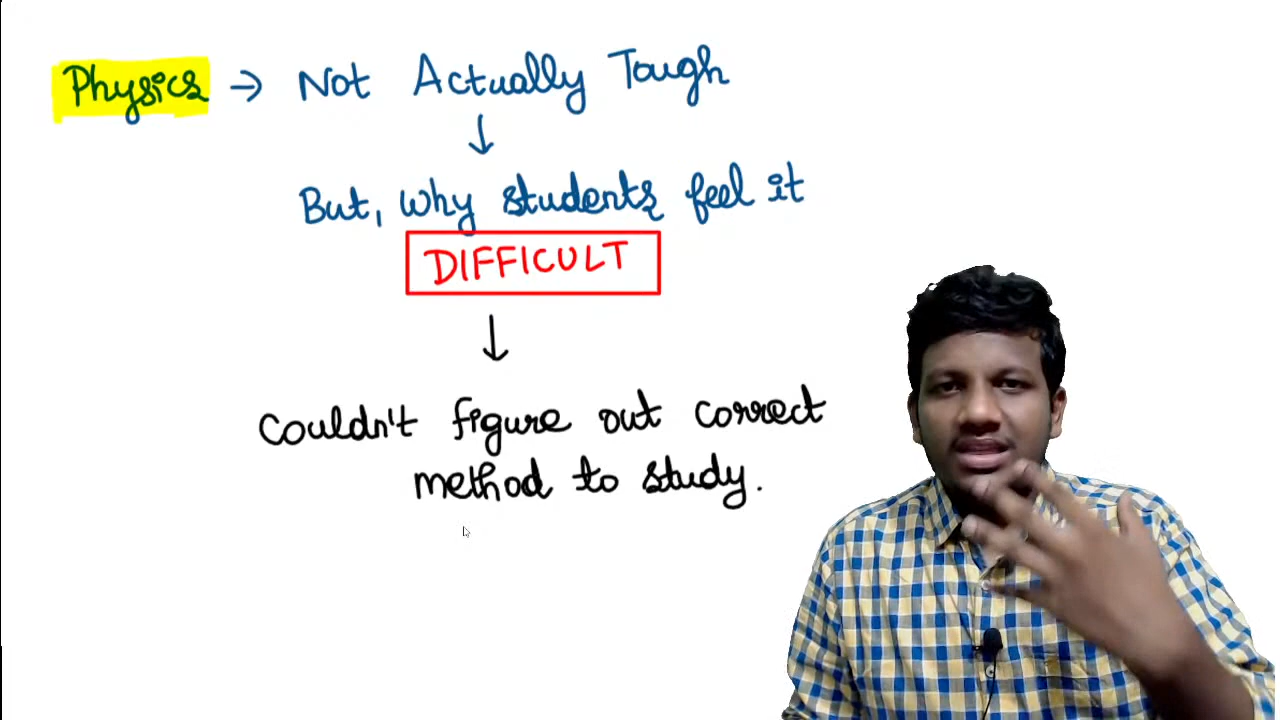 Physics → Not Actually Tough
↓
But, why students feel it
DIFFICULT
↓
Couldn't figure out correct
method to study.